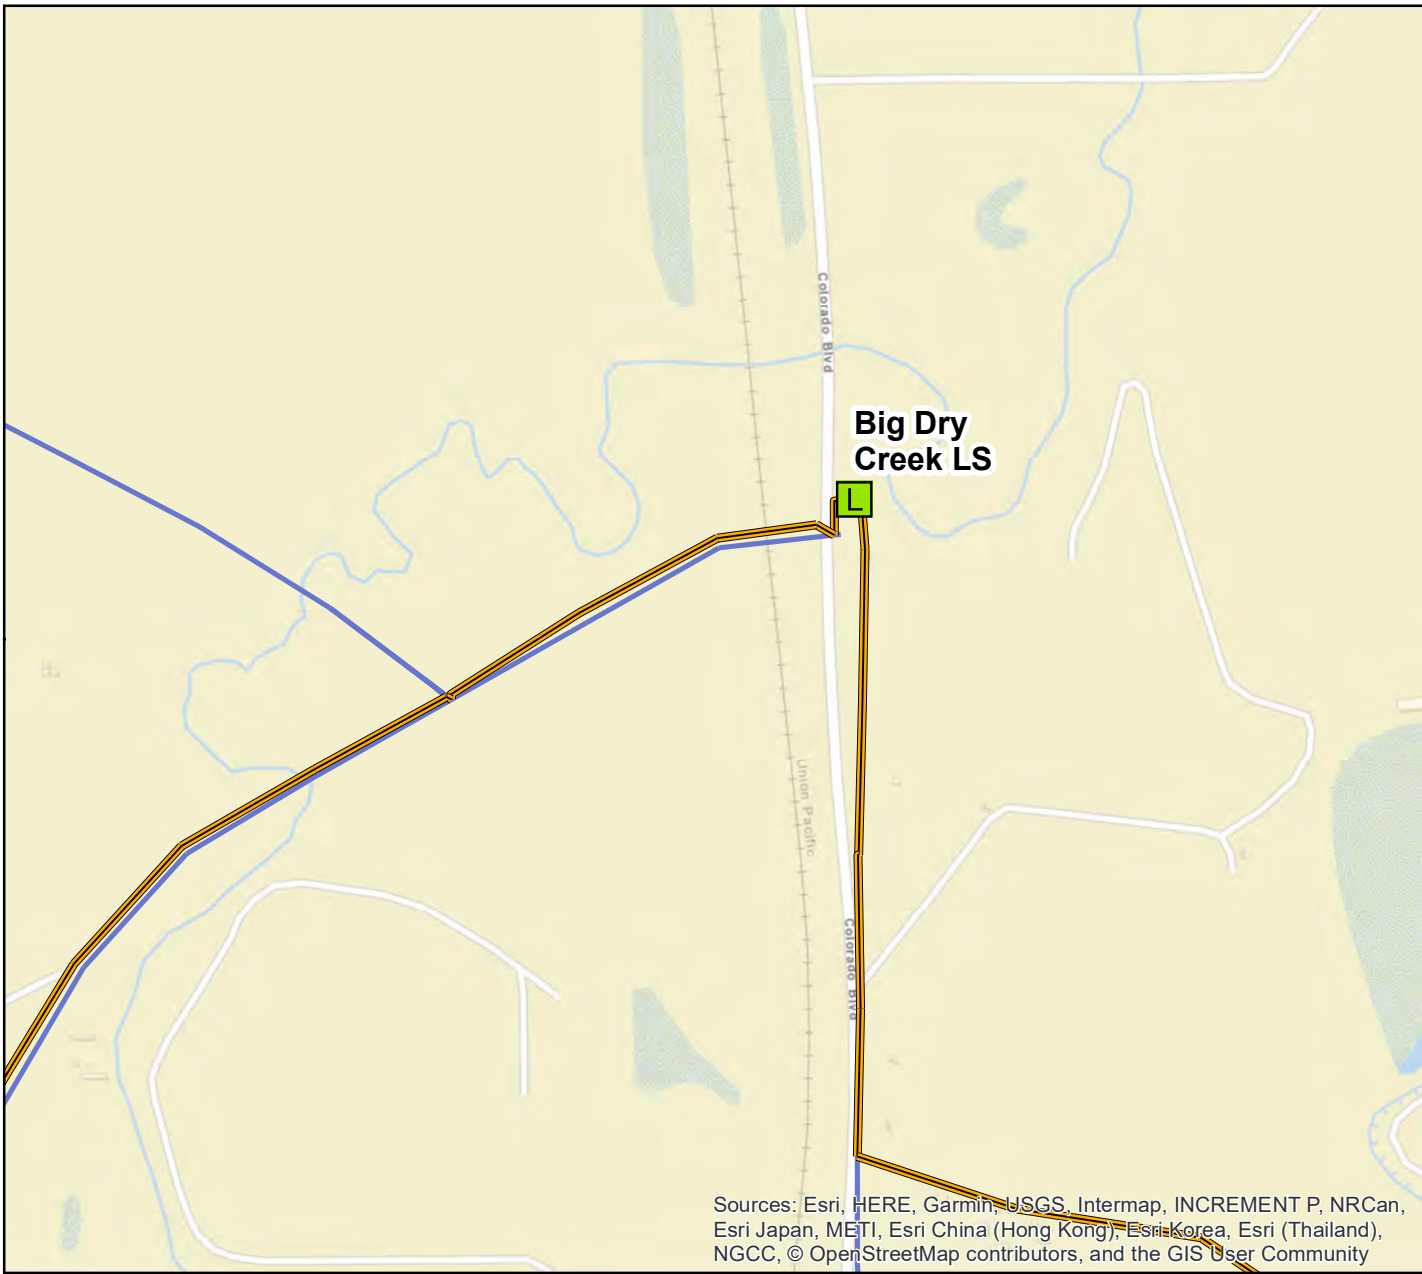 Colorado Blvd
Big Dry
Creek LS
L
Union Pacific
Colorado Blvd
Sources: Esri, HERE, Garmin, USGS, Intermap, INCREMENT P, NRCan,
Esri Japan, METI, Esri China (Hong Kong), Esri Korea, Esri (Thailand),
NGCC, © OpenStreetMap contributors, and the GIS User Community